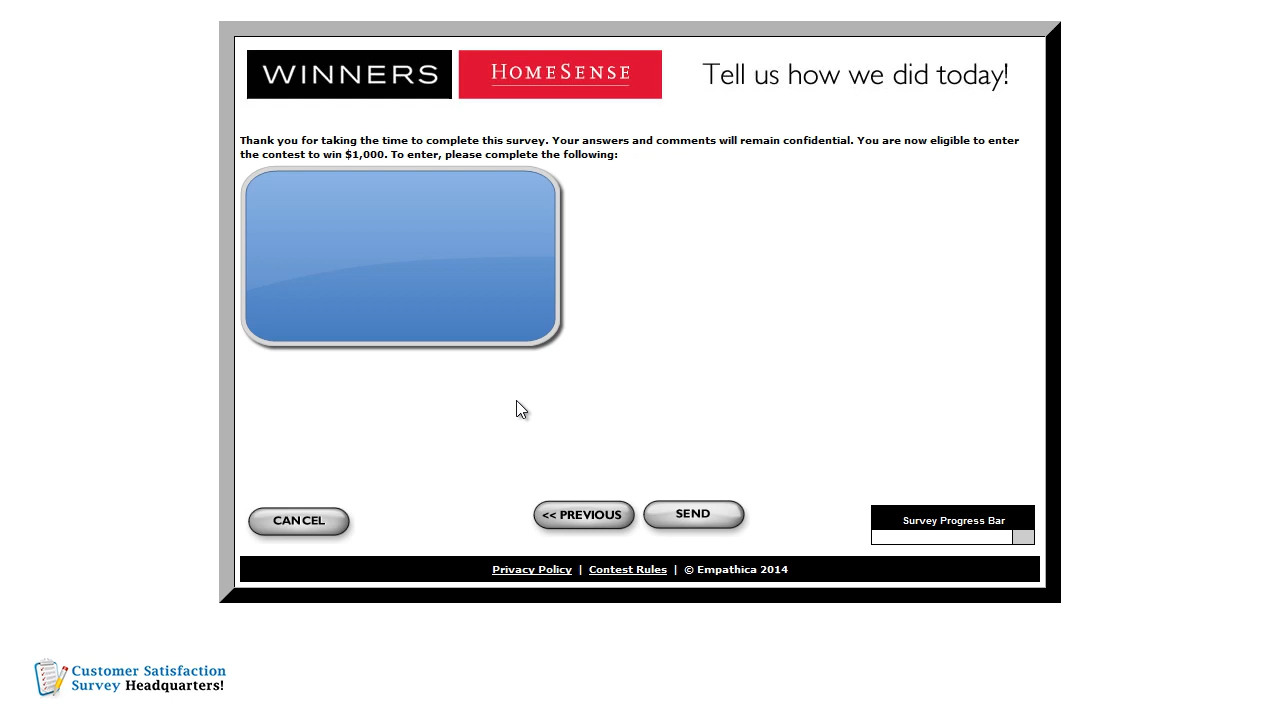 WINNERS HOMESENSE Tell us how we did today!
Thank you for taking the time to complete this survey. Your answers and comments will remain confidential. You are now eligible to enter
the contest to win $1,000. To enter, please complete the following:
CANCEL << PREVIOUS SEND Survey Progress Bar
Privacy Policy | Contest Rules | © Empathica 2014
Customer Satisfaction
Survey Headquarters!